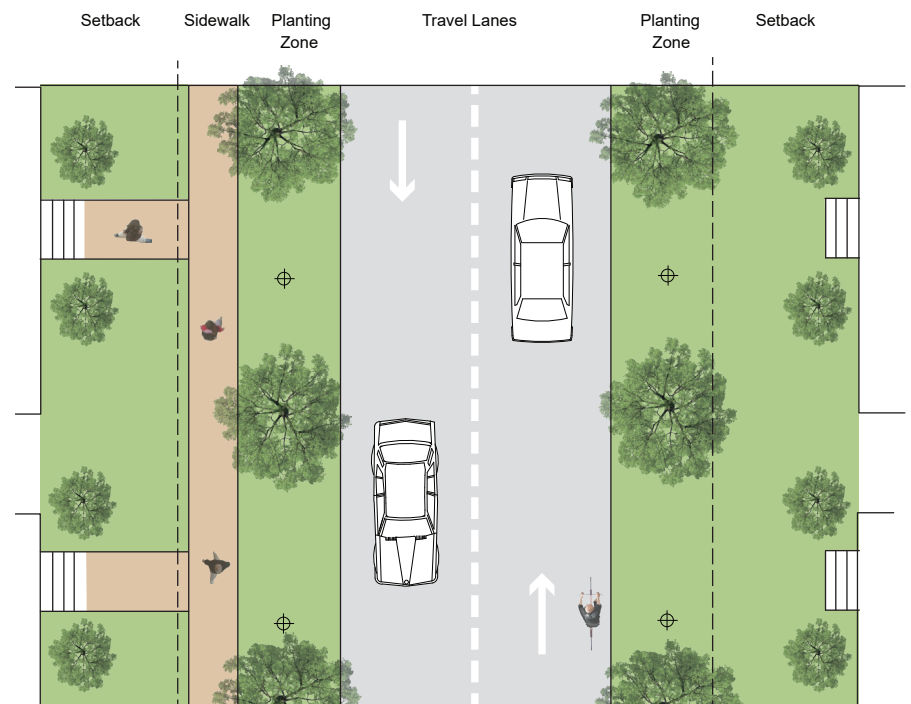 Setback
Sidewalk
Planting
Zone
Travel Lanes
Planting
Zone
Setback